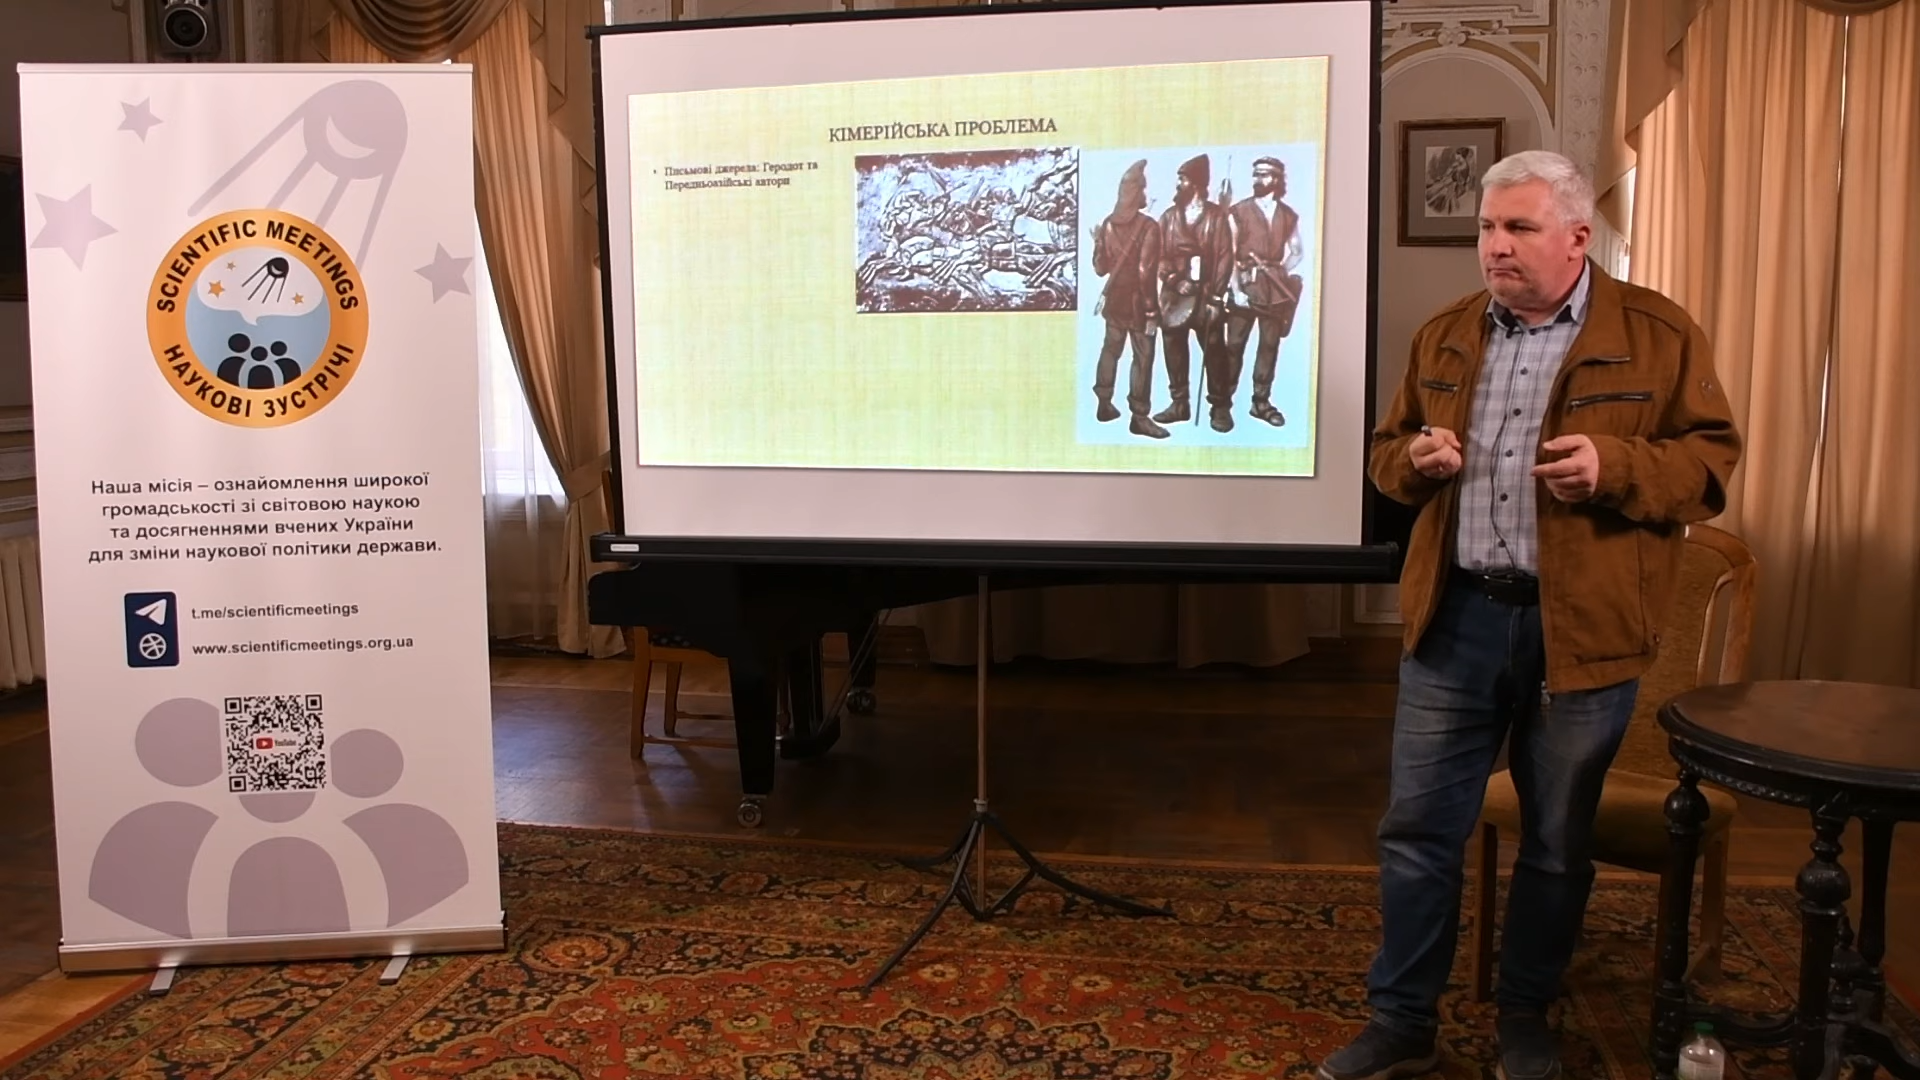 SCIENTIFIC MEETINGS
НАУКОВІ ЗУСТРІЧІ
Наша місія – ознайомлення широкої
громадськості зі світовою наукою
та досягненнями вчених України
для зміни наукової політики держави.
t.me/scientificmeetings
www.scientificmeetings.org.ua
YouTube
КІМЕРІЙСЬКА ПРОБЛЕМА
• Письмові джерела: Геродот та
Передньоазійські автори